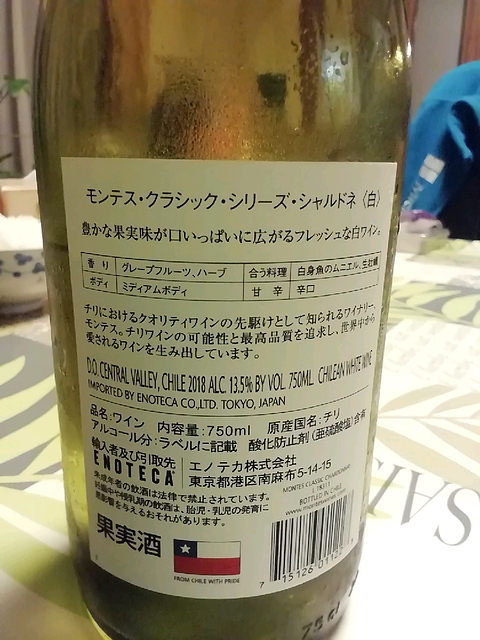 モンテス・クラシック・シリーズ・シャルドネ〈白〉
豊かな果実味が口いっぱいに広がるフレッシュな白ワイン。
香り グレープフルーツ、ハーブ 合う料理 白身魚のムニエル、生牡蠣
ボディ ミディアムボディ 甘辛 辛口
チリにおけるクオリティワインの先駆けとして知られるワイナリー、
モンテス。チリワインの可能性と最高品質を追求し、世界中から
愛されるワインを生み出しています。
D.O. CENTRAL VALLEY, CHILE 2018 ALC. 13.5% BY VOL. 750ML. CHILEAN WHITE WINE
IMPORTED BY ENOTECA CO.,LTD. TOKYO, JAPAN
品名:ワイン 内容量:750ml 原産国名:チリ
アルコール分:ラベルに記載 酸化防止剤(亜硫酸塩)含有
輸入者及び引取先
ENOTECA
エノテカ株式会社
東京都港区南麻布5-14-15
未成年者の飲酒は法律で禁止されています。
妊娠中や授乳期の飲酒は、胎児・乳児の発育に
悪影響を与えるおそれがあります。
MONTES CLASSIC CHARDONNAY
BOTTLED IN CHILE
果実酒
FROM CHILE WITH PRIDE